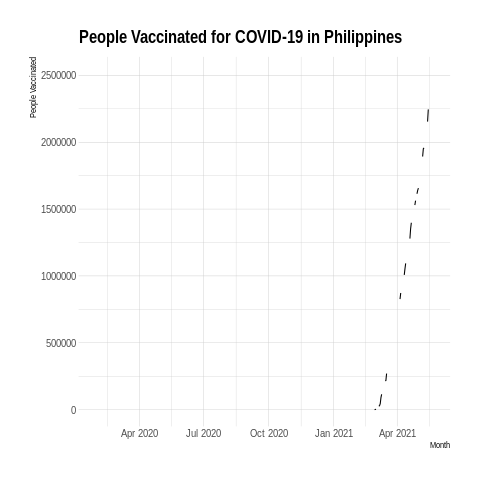 People Vaccinated for COVID-19 in Philippines
People Vaccinated
2500000
2000000
1500000
1000000
500000
0
Apr 2020 Jul 2020 Oct 2020 Jan 2021 Apr 2021
Month